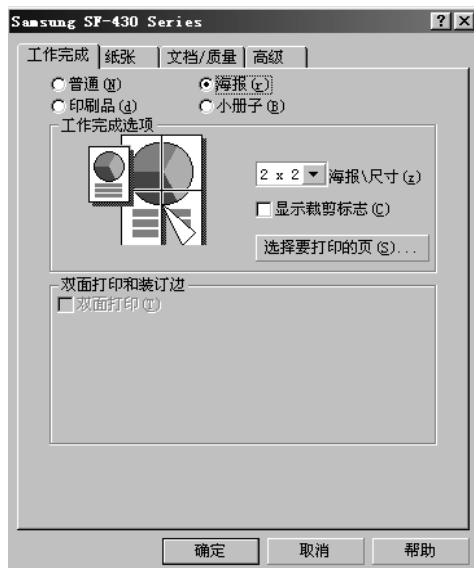 Samsung SF-430 Series
工作完成 纸张 文档/质量 高级
普通(N) 海报(r)
印刷品(d) 小册子(B)
工作完成选项
2 x 2 海报\尺寸(z)
显示裁剪标志(C)
选择要打印的页(S)...
双面打印和装订边
双面打印(T)
确定 取消 帮助